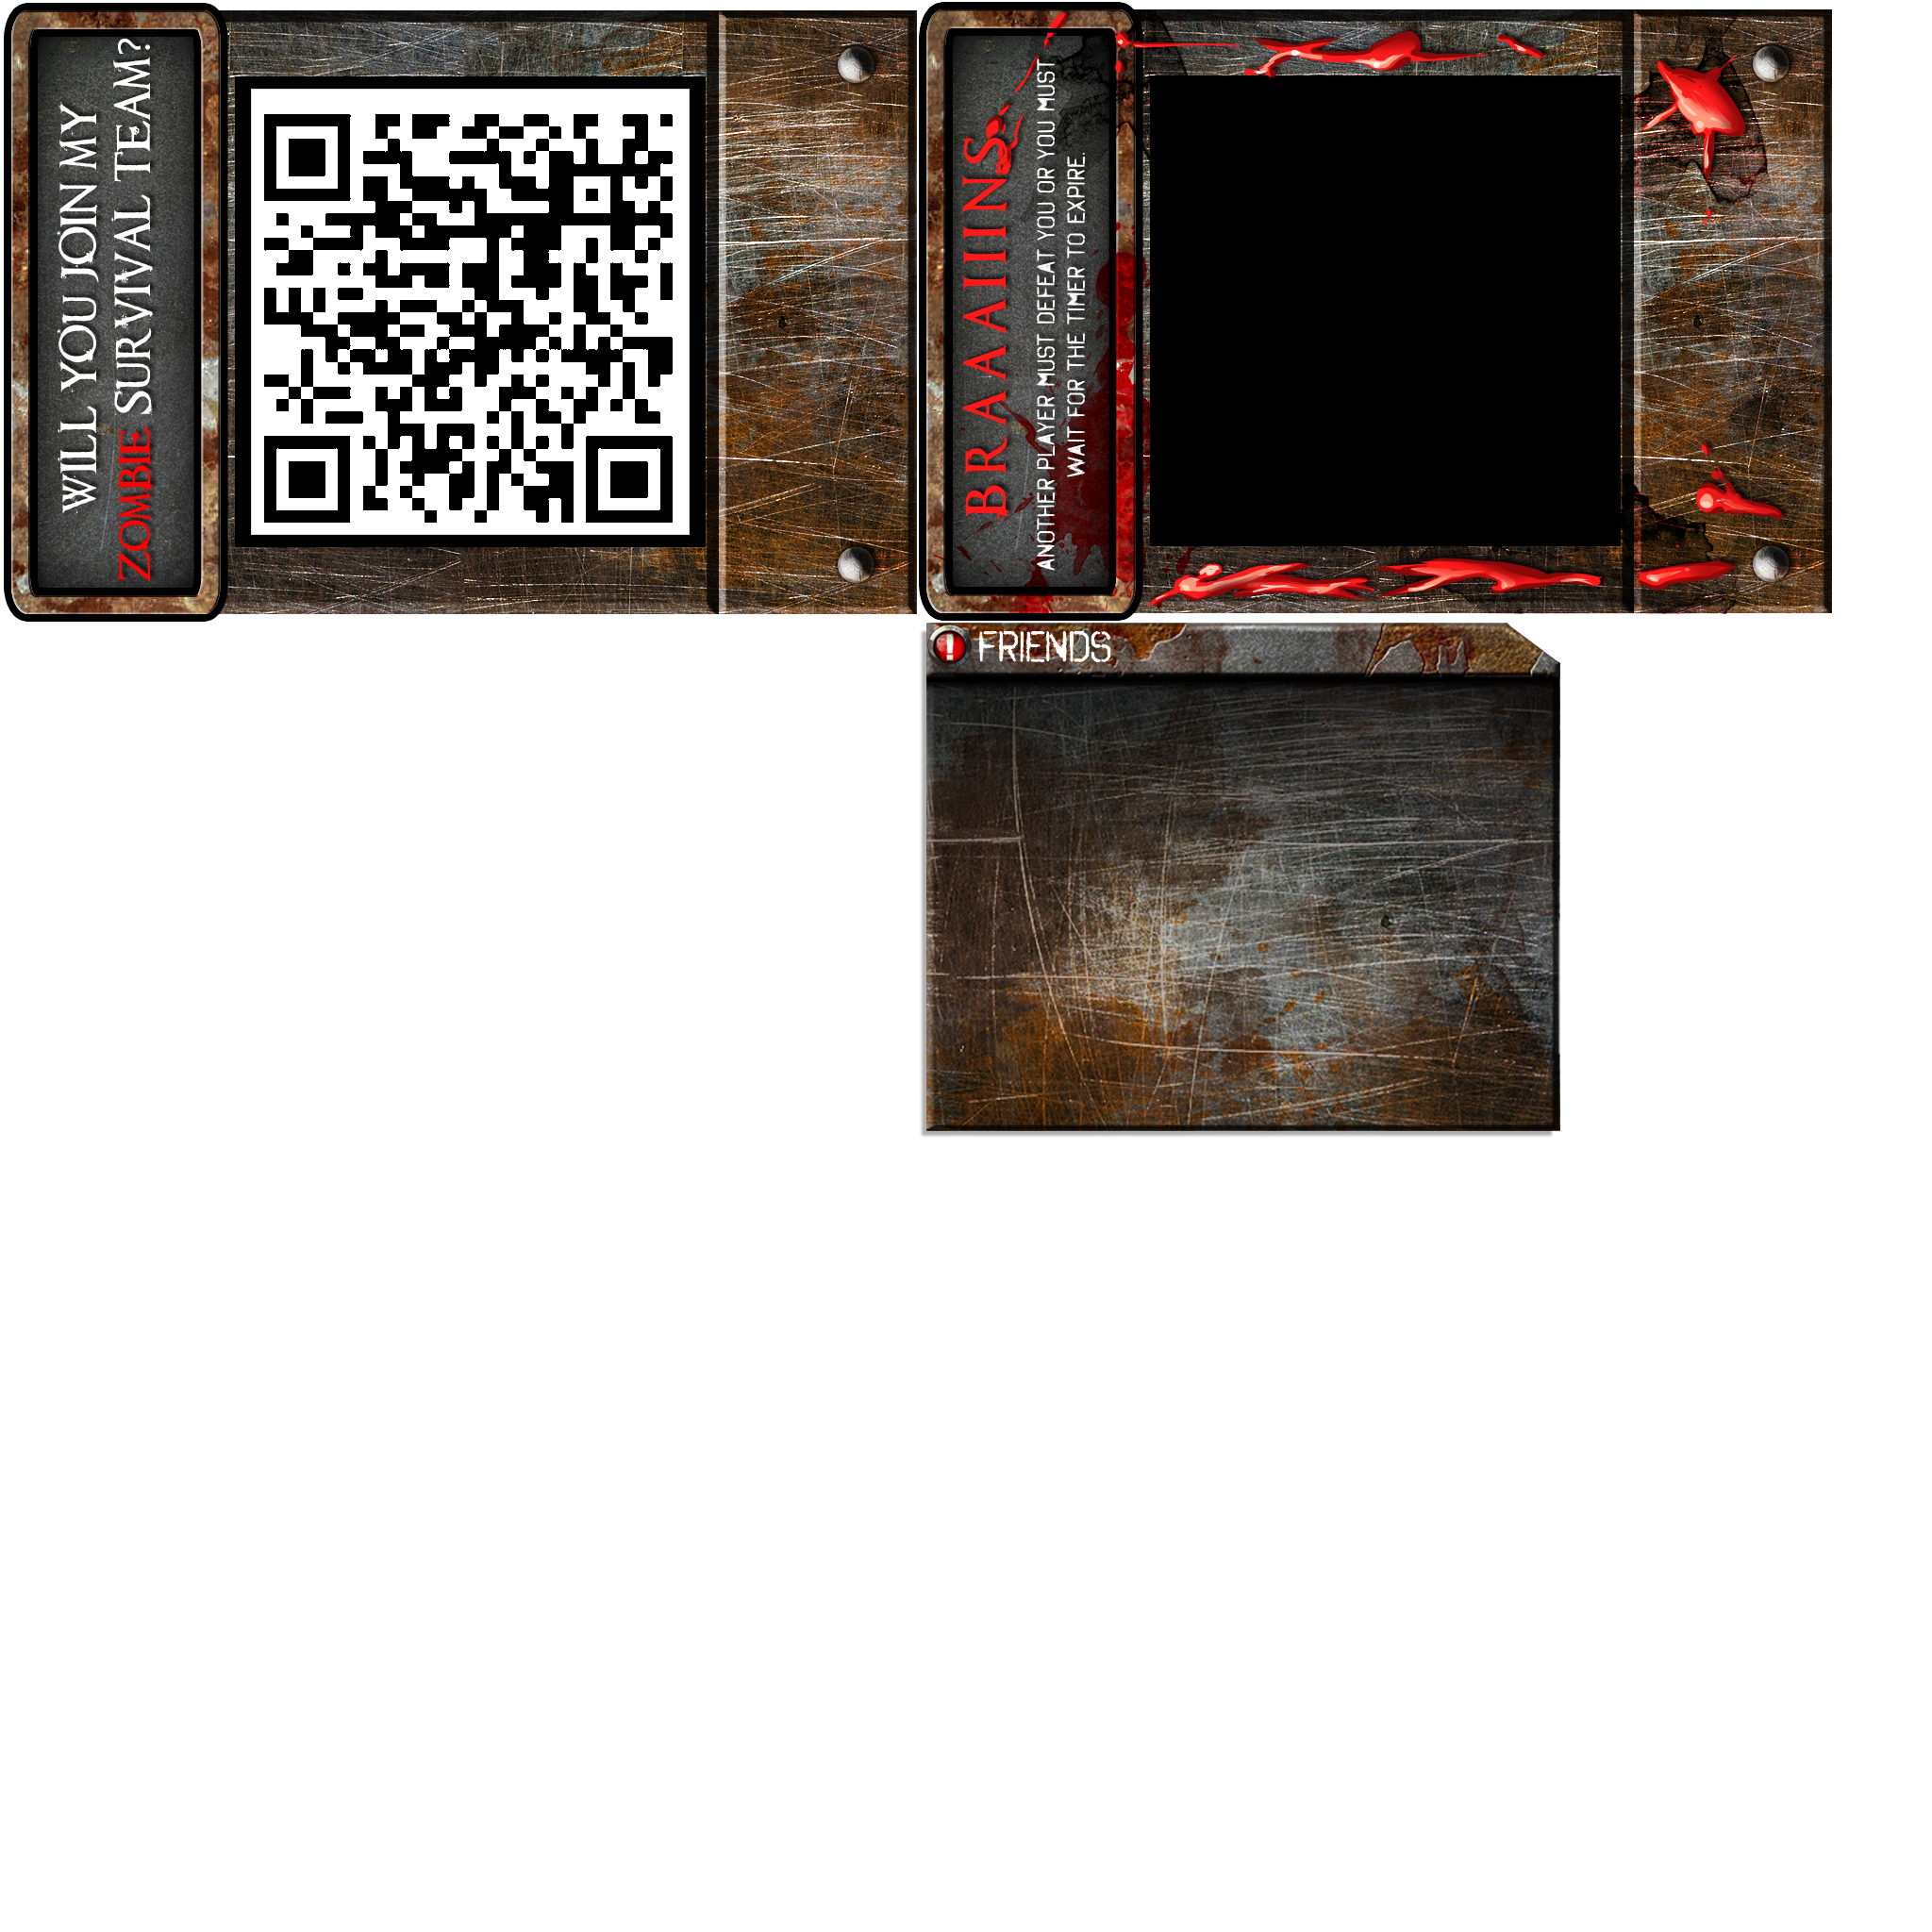 WILL YOU JOIN MY
ZOMBIE SURVIVAL TEAM?
BRAAAIIINS
ANOTHER PLAYER MUST DEFEAT YOU OR YOU MUST
WAIT FOR THE TIMER TO EXPIRE.
! FRIENDS